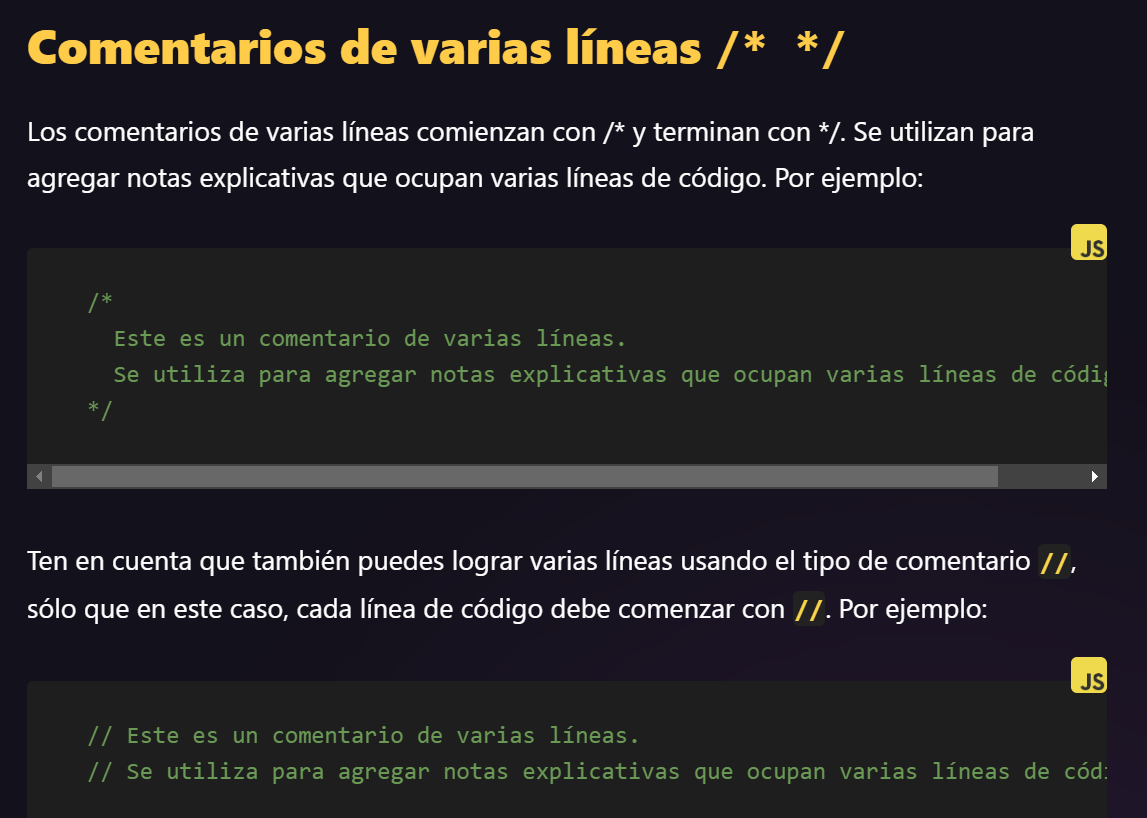 Comentarios de varias líneas /* */
Los comentarios de varias líneas comienzan con /* y terminan con */. Se utilizan para
agregar notas explicativas que ocupan varias líneas de código. Por ejemplo:
JS
/*
Este es un comentario de varias líneas.
Se utiliza para agregar notas explicativas que ocupan varias líneas de
*/
Ten en cuenta que también puedes lograr varias líneas usando el tipo de comentario //,
sólo que en este caso, cada línea de código debe comenzar con //. Por ejemplo:
JS
// Este es un comentario de varias líneas.
// Se utiliza para agregar notas explicativas que ocupan varias líneas de